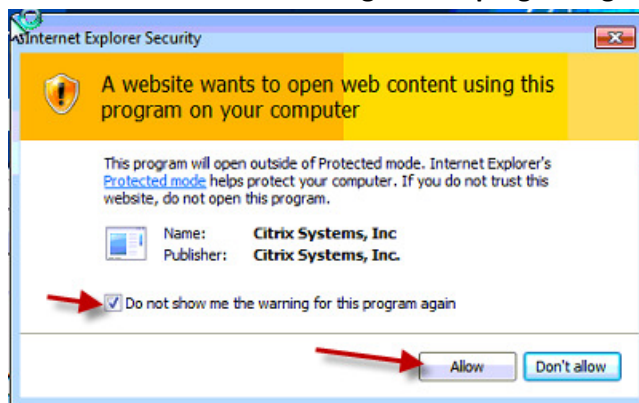 Internet Explorer Security
A website wants to open web content using this
program on your computer
This program will open outside of Protected mode. Internet Explorer's
Protected mode helps protect your computer. If you do not trust this
website, do not open this program.
Name: Citrix Systems, Inc
Publisher: Citrix Systems, Inc.
Do not show me the warning for this program again
Allow Don't allow